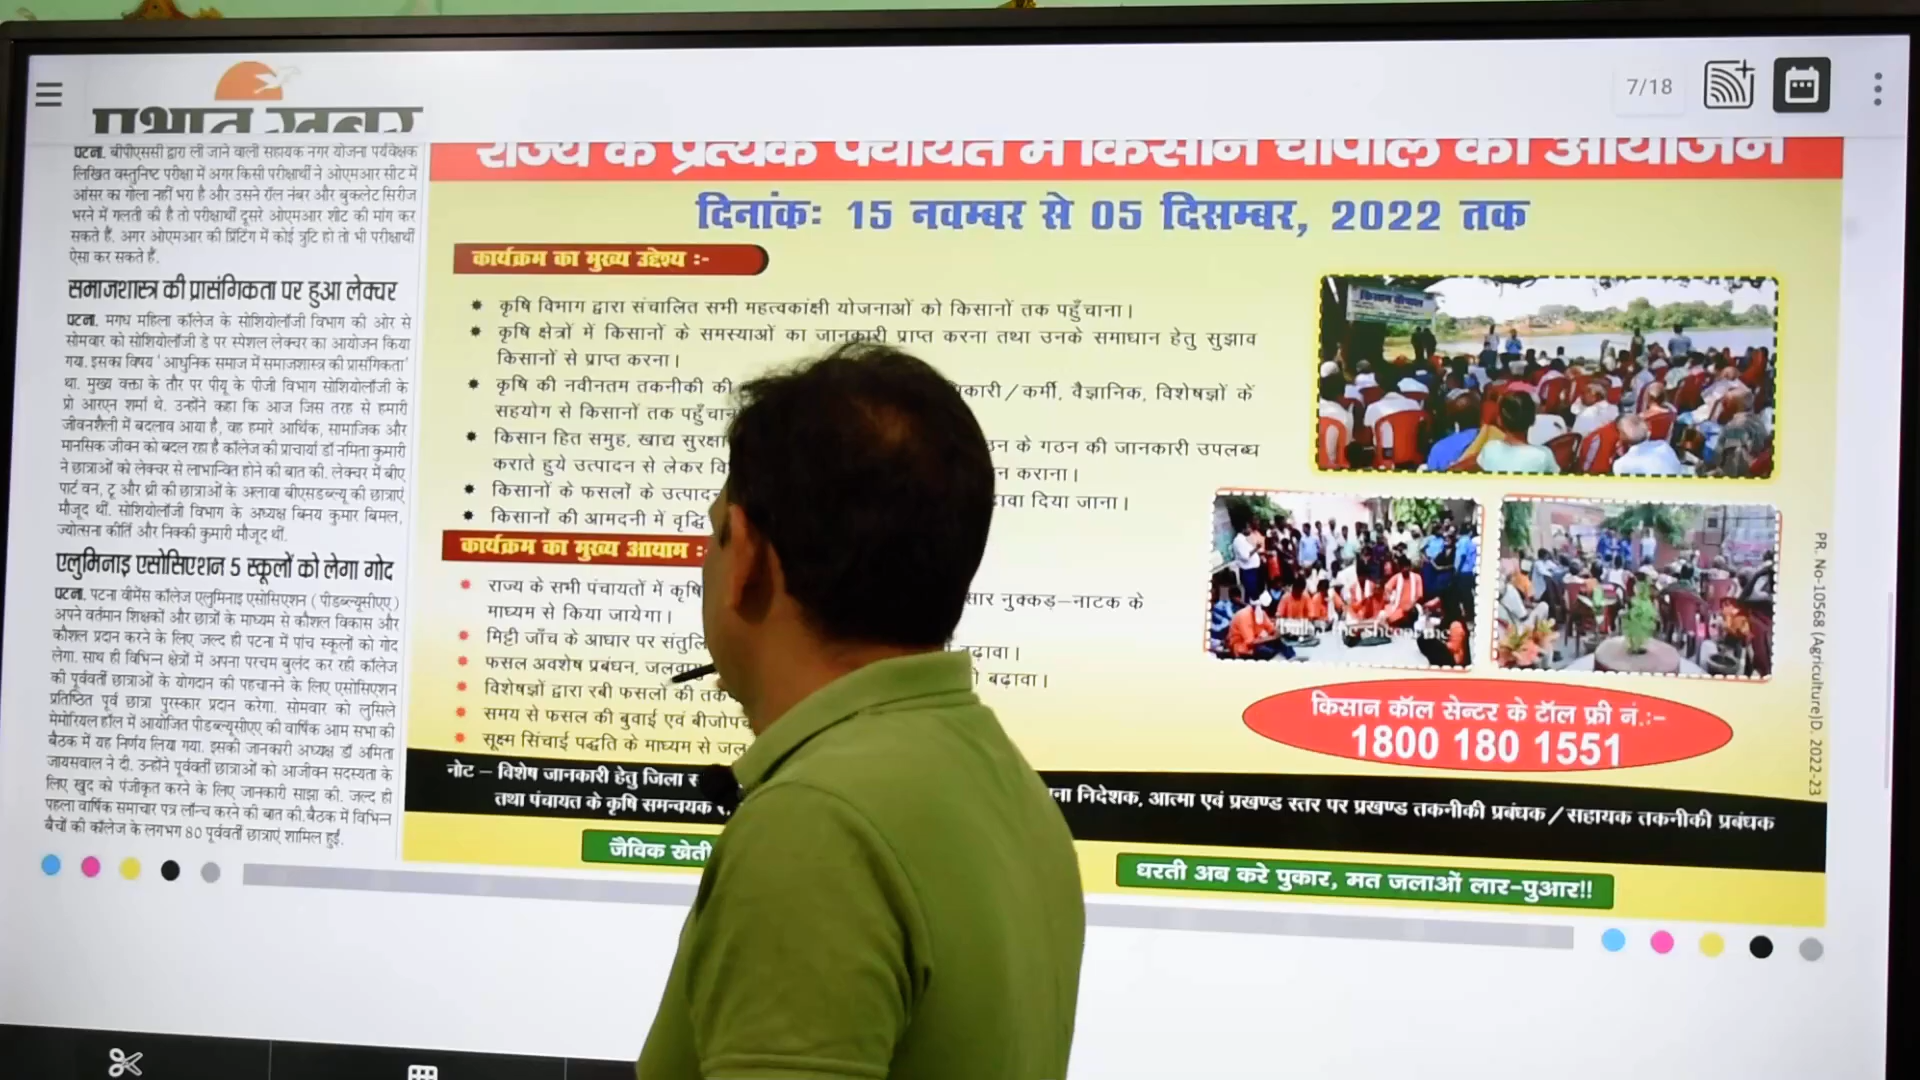 7/18
प्रभात खबर
पटना. बीपीएससी द्वारा ली जाने वाली सहायक नगर योजना पर्यवेक्षक
लिखित वस्तुनिष्ट परीक्षा में अगर किसी परीक्षार्थी ने ओएमआर सीट में
आंसर का गोला नहीं भरा है और उसने रॉल नंबर और बुकलेट सिरीज
भरने में गलती की है तो परीक्षार्थी दूसरे ओएमआर शीट की मांग कर
सकते हैं. अगर ओएमआर की प्रिंटिंग में कोई त्रुटि हो तो भी परीक्षार्थी
ऐसा कर सकते हैं.
समाजशास्त्र की प्रासंगिकता पर हुआ लेक्चर
पटना. मगध महिला कॉलेज के सोशियोलॉजी विभाग की ओर से
सोमवार को सोशियोलॉजी डे पर स्पेशल लेक्चर का आयोजन किया
गया. इसका विषय 'आधुनिक समाज में समाजशास्त्र की प्रासंगिकता'
था. मुख्य वक्ता के तौर पर पीयू के पीजी विभाग सोशियोलॉजी के
प्रो आरएन शर्मा थे. उन्होंने कहा कि आज जिस तरह से हमारी
जीवनशैली में बदलाव आया है, वह हमारे आर्थिक, सामाजिक और
मानसिक जीवन को बदल रहा है कॉलेज की प्राचार्या डॉ नमिता कुमारी
ने छात्राओं को लेक्चर से लाभान्वित होने की बात की. लेक्चर में बीए
पार्ट वन, टू और थ्री की छात्राओं के अलावा बीएसडब्ल्यू की छात्राएं
मौजूद थीं. सोशियोलॉजी विभाग के अध्यक्ष बिनय कुमार बिमल,
ज्योत्सना कीर्ति और निक्की कुमारी मौजूद थीं.
एलुमिनाइ एसोसिएशन 5 स्कूलों को लेगा गोद
पटना. पटना वीमेंस कॉलेज एलुमिनाइ एसोसिएशन (पीडब्ल्यूसीएए)
अपने वर्तमान शिक्षकों और छात्रों के माध्यम से कौशल विकास और
कौशल प्रदान करने के लिए जल्द ही पटना में पांच स्कूलों को गोद
लेगा. साथ ही विभिन्न क्षेत्रों में अपना परचम बुलंद कर रही कॉलेज
की पूर्ववर्ती छात्राओं के योगदान की पहचानने के लिए एसोसिएशन
प्रतिष्ठित पूर्व छात्रा पुरस्कार प्रदान करेगा. सोमवार को लुसिले
मेमोरियल हॉल में आयोजित पीडब्ल्यूसीएए की वार्षिक आम सभा की
बैठक में यह निर्णय लिया गया. इसकी जानकारी अध्यक्ष डॉ अमिता
जायसवाल ने दी. उन्होंने पूर्ववर्ती छात्राओं को आजीवन सदस्यता के
लिए खुद को पंजीकृत करने के लिए जानकारी साझा की. जल्द ही
पहला वार्षिक समाचार पत्र लॉन्च करने की बात की.बैठक में विभिन्न
बैचों की कॉलेज के लगभग 80 पूर्ववर्ती छात्राएं शामिल हुईं.
राज्य के प्रत्येक पंचायत में किसान चौपाल का आयोजन
दिनांकः 15 नवम्बर से 05 दिसम्बर, 2022 तक
कार्यक्रम का मुख्य उद्देश्य :-
कृषि विभाग द्वारा संचालित सभी महत्वकांक्षी योजनाओं को किसानों तक पहुँचाना।
कृषि क्षेत्रों में किसानों के समस्याओं का जानकारी प्राप्त करना तथा उनके समाधान हेतु सुझाव
किसानों से प्राप्त करना।
कृषि की नवीनतम तकनीकी की कारी/कर्मी, वैज्ञानिक, विशेषज्ञों कें
सहयोग से किसानों तक पहुँचान
किसान हित समुह, खाद्य सुरक्षा ठन के गठन की जानकारी उपलब्ध
कराते हुये उत्पादन से लेकर वि न कराना।
किसानों के फसलों के उत्पादन ावा दिया जाना।
किसानों की आमदनी में वृद्धि
कार्यक्रम का मुख्य आयाम :
राज्य के सभी पंचायतों में कृषि सार नुक्कड़–नाटक के
माध्यम से किया जायेगा।
मिट्टी जाँच के आधार पर संतुलि बढ़ावा।
फसल अवशेष प्रबंधन, जलवायु ो बढ़ावा।
विशेषज्ञों द्वारा रबी फसलों की तक
समय से फसल की बुवाई एवं बीजोपच
सूक्ष्म सिंचाई पद्धति के माध्यम से जल
किसान चौपाल
PR. No-10568 (Agriculture)D. 2022-23
किसान कॉल सेन्टर के टॉल फ्री नं.:-
1800 180 1551
नोट – विशेष जानकारी हेतु जिला स ना निदेशक, आत्मा एवं प्रखण्ड स्तर पर प्रखण्ड तकनीकी प्रबंधक/सहायक तकनीकी प्रबंधक
तथा पंचायत के कृषि समन्वयक
जैविक खेती
धरती अब करे पुकार, मत जलाओं लार-पुआर!!